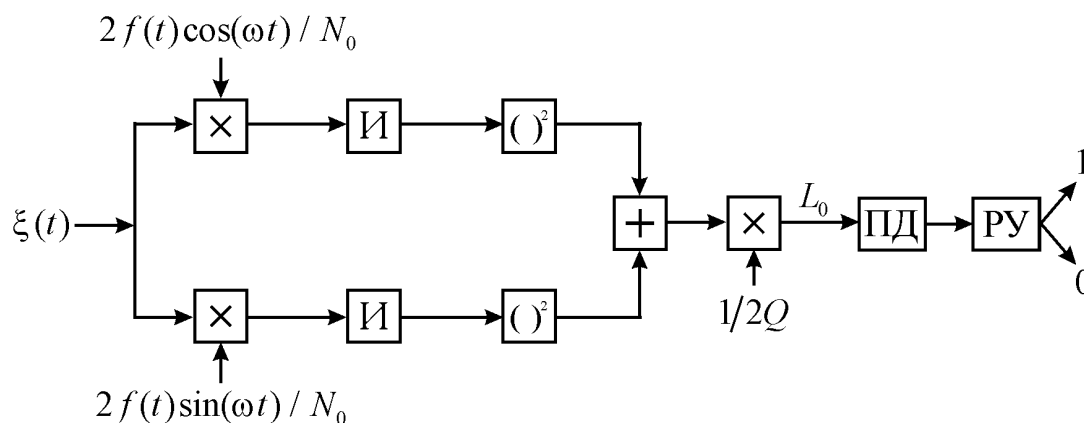 2 f(t)cos(ωt) / N₀
× И ( )²
1
ξ(t) + × L₀ ПД РУ
0
× И ( )²
1/2Q
2 f(t)sin(ωt) / N₀